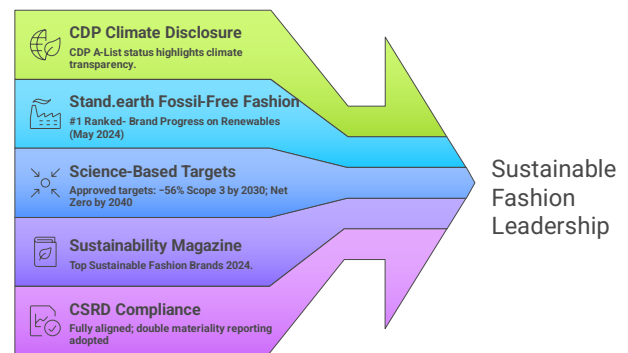 CDP Climate Disclosure
CDP A-List status highlights climate
transparency.
Stand.earth Fossil-Free Fashion
#1 Ranked- Brand Progress on Renewables
(May 2024)
Science-Based Targets
Approved targets: −56% Scope 3 by 2030; Net
Zero by 2040
Sustainability Magazine
Top Sustainable Fashion Brands 2024.
CSRD Compliance
Fully aligned; double materiality reporting
adopted
Sustainable
Fashion
Leadership